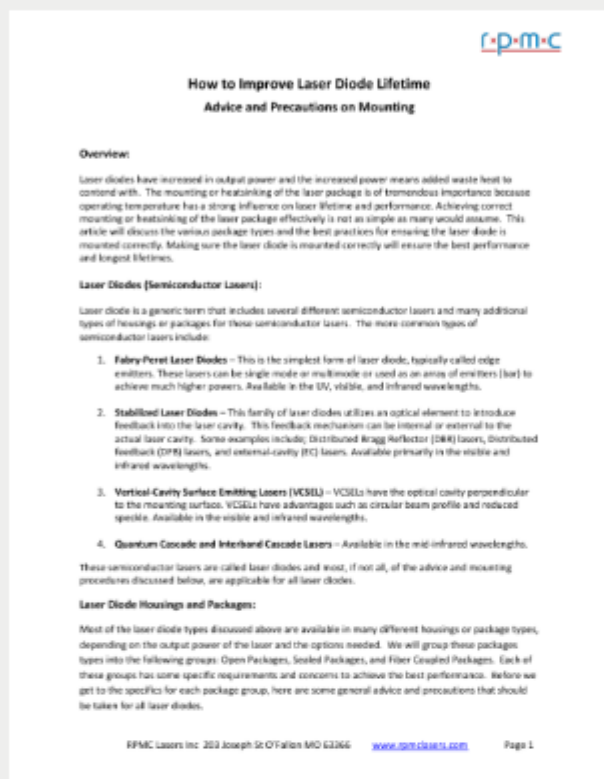 r·p·m·c
How to Improve Laser Diode Lifetime
Advice and Precautions on Mounting
Overview:
Laser diodes have increased in output power and the increased power means added waste heat to
contend with. The mounting or heatsinking of the laser package is of tremendous importance because
operating temperature has a strong influence on laser lifetime and performance. Achieving correct
mounting or heatsinking of the laser package effectively is not as simple as many would assume. This
article will discuss the various package types and the best practices for ensuring the laser diode is
mounted correctly. Making sure the laser diode is mounted correctly will ensure the best performance
and longest lifetimes.
Laser Diodes (Semiconductor Lasers):
Laser diode is a generic term that includes several different semiconductor lasers and many additional
types of housings or packages for those semiconductor lasers. The more common types of
semiconductor lasers include:
1. Fabry-Perot Laser Diodes – This is the simplest form of laser diode, typically called edge
emitters. These lasers can be single mode or multimode or used as an array of emitters (bar) to
achieve much higher powers. Available in the UV, visible, and infrared wavelengths.
2. Stabilized Laser Diodes – This family of laser diodes utilizes an optical element to introduce
feedback into the laser cavity. This feedback mechanism can be internal or external to the
actual laser cavity. Some examples include; Distributed Bragg Reflector (DBR) lasers, Distributed
feedback (DFB) lasers, and external-cavity (EC) lasers. Available primarily in the visible and
infrared wavelengths.
3. Vertical-Cavity Surface Emitting Lasers (VCSEL) – VCSELs have the optical cavity perpendicular
to the mounting surface. VCSELs have advantages such as circular beam profile and reduced
speckle. Available in the visible and infrared wavelengths.
4. Quantum Cascade and Interband Cascade Lasers – Available in the mid-infrared wavelengths.
These semiconductor lasers are called laser diodes and most, if not all, of the advice and mounting
procedures discussed below, are applicable for all laser diodes.
Laser Diode Housings and Packages:
Most of the laser diode types discussed above are available in many different housings or package types,
depending on the output power of the laser and the options needed. We will group these packages
types into the following groups: Open Packages, Sealed Packages, and Fiber Coupled Packages. Each of
these groups has some specific requirements and concerns to achieve the best performance. Before we
get to the specifics for each package group, here are some general advice and precautions that should
be taken for all laser diodes.
RPMC Lasers Inc 203 Joseph St O'Fallon MO 63366 www.rpmclasers.com Page 1